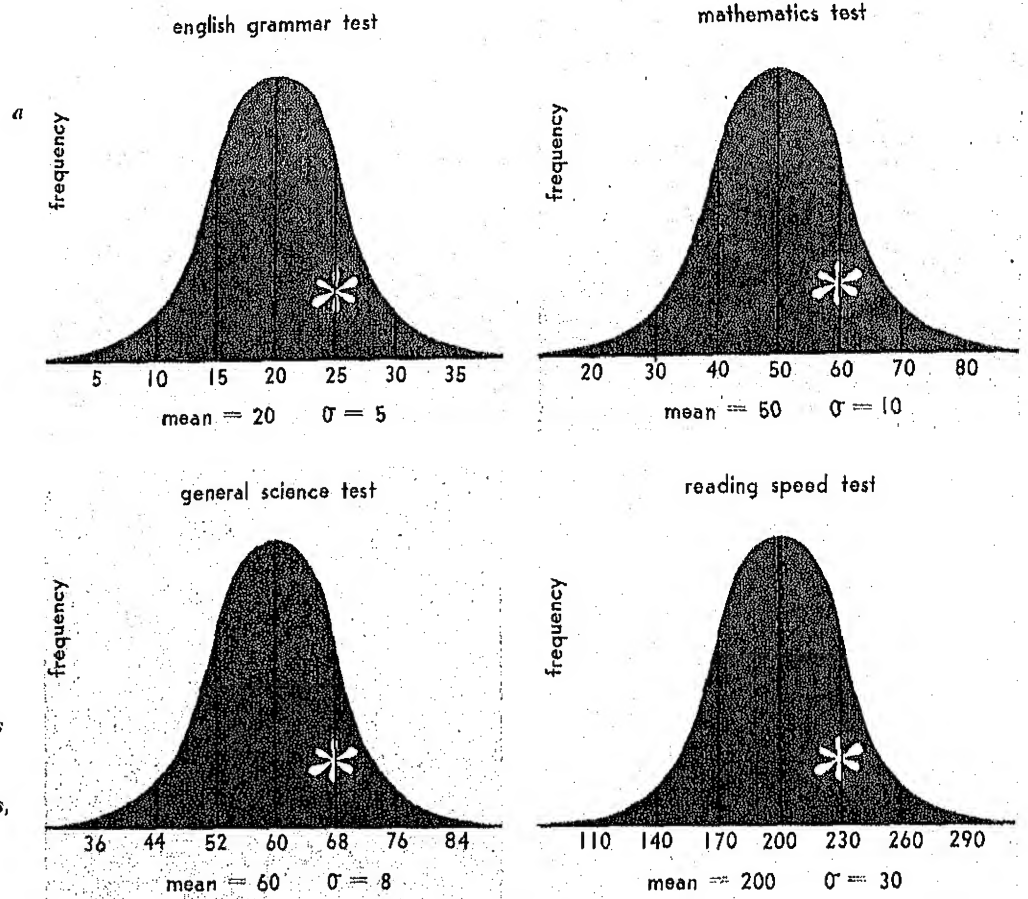 english grammar test
a
frequency
5 10 15 20 25 30 35
mean = 20 σ = 5
mathematics test
frequency
20 30 40 50 60 70 80
mean = 50 σ = 10
general science test
frequency
s
s,
36 44 52 60 68 76 84
mean = 60 σ = 8
reading speed test
frequency
110 140 170 200 230 260 290
mean = 200 σ = 30